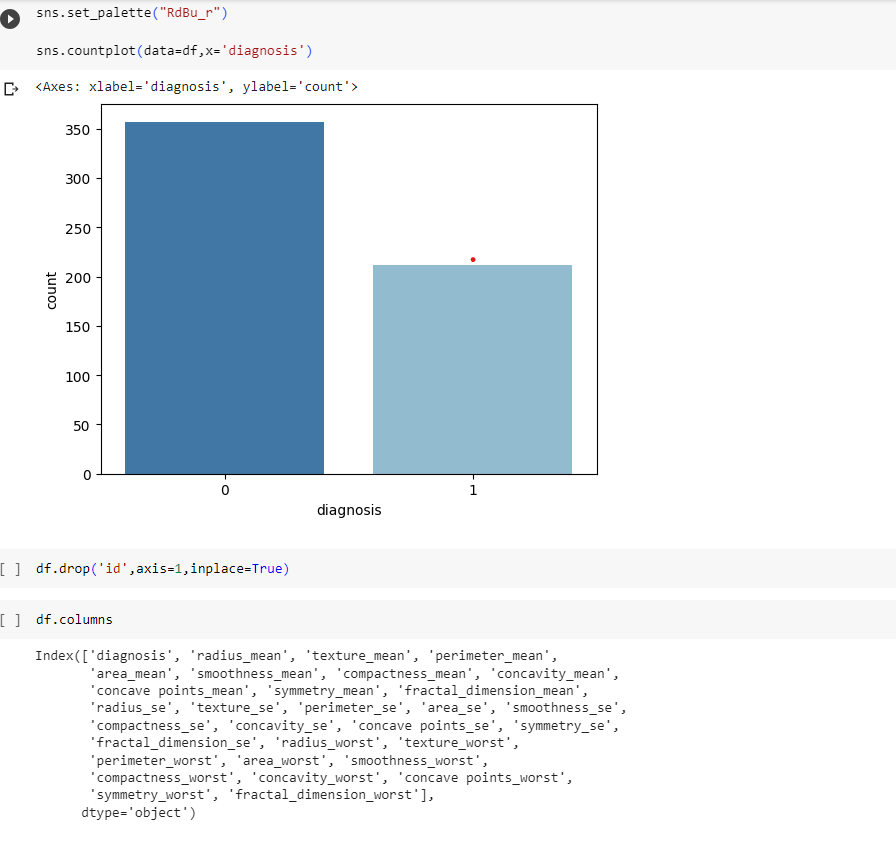 sns.set_palette("RdBu_r")
sns.countplot(data=df,x='diagnosis')
<Axes: xlabel='diagnosis', ylabel='count'>
350
300
250
200
150
100
50
0
count
0 1
diagnosis
[ ] df.drop('id',axis=1,inplace=True)
[ ] df.columns
Index(['diagnosis', 'radius_mean', 'texture_mean', 'perimeter_mean',
'area_mean', 'smoothness_mean', 'compactness_mean', 'concavity_mean',
'concave points_mean', 'symmetry_mean', 'fractal_dimension_mean',
'radius_se', 'texture_se', 'perimeter_se', 'area_se', 'smoothness_se',
'compactness_se', 'concavity_se', 'concave points_se', 'symmetry_se',
'fractal_dimension_se', 'radius_worst', 'texture_worst',
'perimeter_worst', 'area_worst', 'smoothness_worst',
'compactness_worst', 'concavity_worst', 'concave points_worst',
'symmetry_worst', 'fractal_dimension_worst'],
dtype='object')